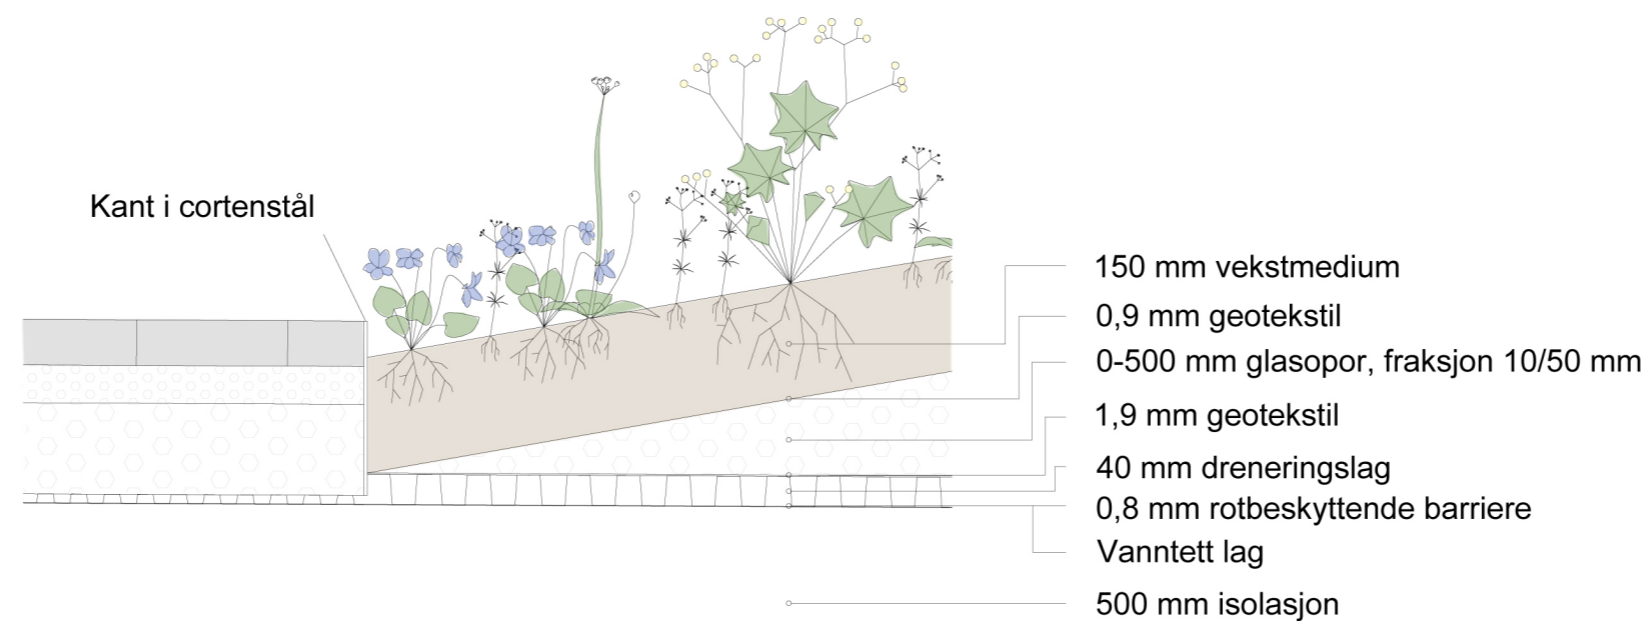 Kant i cortenstål
150 mm vekstmedium
0,9 mm geotekstil
0-500 mm glasopor, fraksjon 10/50 mm
1,9 mm geotekstil
40 mm dreneringslag
0,8 mm rotbeskyttende barriere
Vanntett lag
500 mm isolasjon